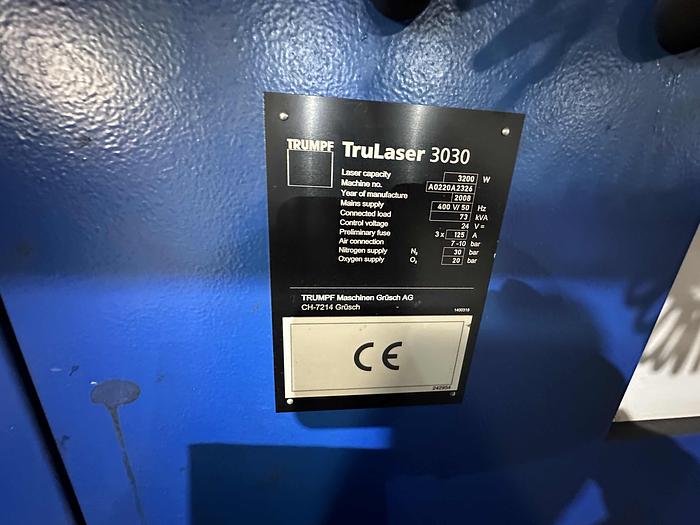 TRUMPF TruLaser 3030
Laser capacity 3200 W
Machine no. A0220A2326
Year of manufacture 2008
Mains supply 400 V/ 50 Hz
Connected load 73 kVA
Control voltage 24 V =
Preliminary fuse 3 x 125 A
Air connection 7 -10 bar
Nitrogen supply N₂ 30 bar
Oxygen supply O₂ 20 bar
TRUMPF Maschinen Grüsch AG
CH-7214 Grüsch 1400318
CE
242954